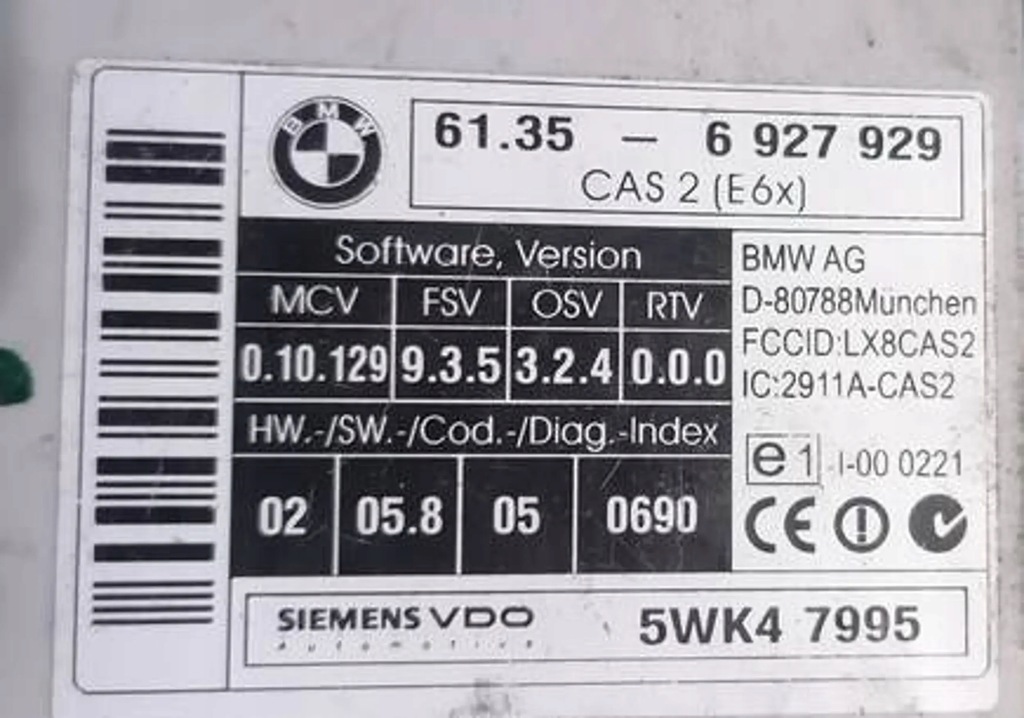 BMW
61.35 - 6 927 929
CAS 2 (E6x)
Software, Version
MCV FSV OSV RTV
0.10.129 9.3.5 3.2.4 0.0.0
HW.-/SW.-/Cod.-/Diag.-Index
02 05.8 05 0690
BMW AG
D-80788München
FCCID:LX8CAS2
IC:2911A-CAS2
e1 I-00 0221
CE
SIEMENS VDO
Automotive
5WK4 7995